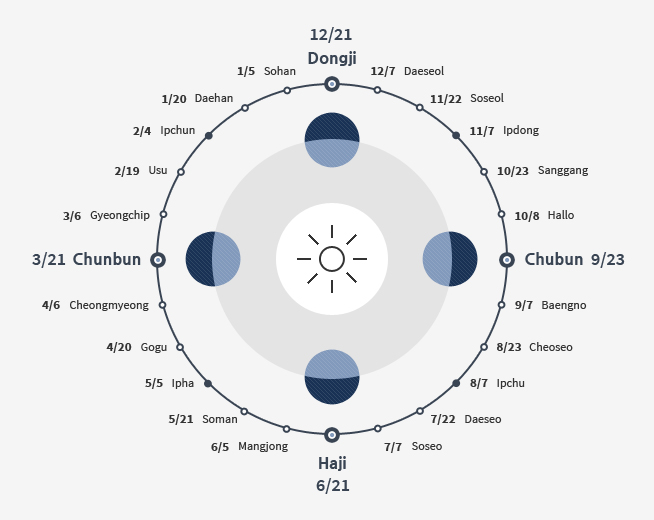 12/21
Dongji
1/5 Sohan
12/7 Daeseol
1/20 Daehan
11/22 Soseol
2/4 Ipchun
11/7 Ipdong
2/19 Usu
10/23 Sanggang
3/6 Gyeongchip
10/8 Hallo
3/21 Chunbun
Chubun 9/23
4/6 Cheongmyeong
9/7 Baengno
4/20 Gogu
8/23 Cheoseo
5/5 Ipha
8/7 Ipchu
5/21 Soman
7/22 Daeseo
6/5 Mangjong
7/7 Soseo
Haji
6/21